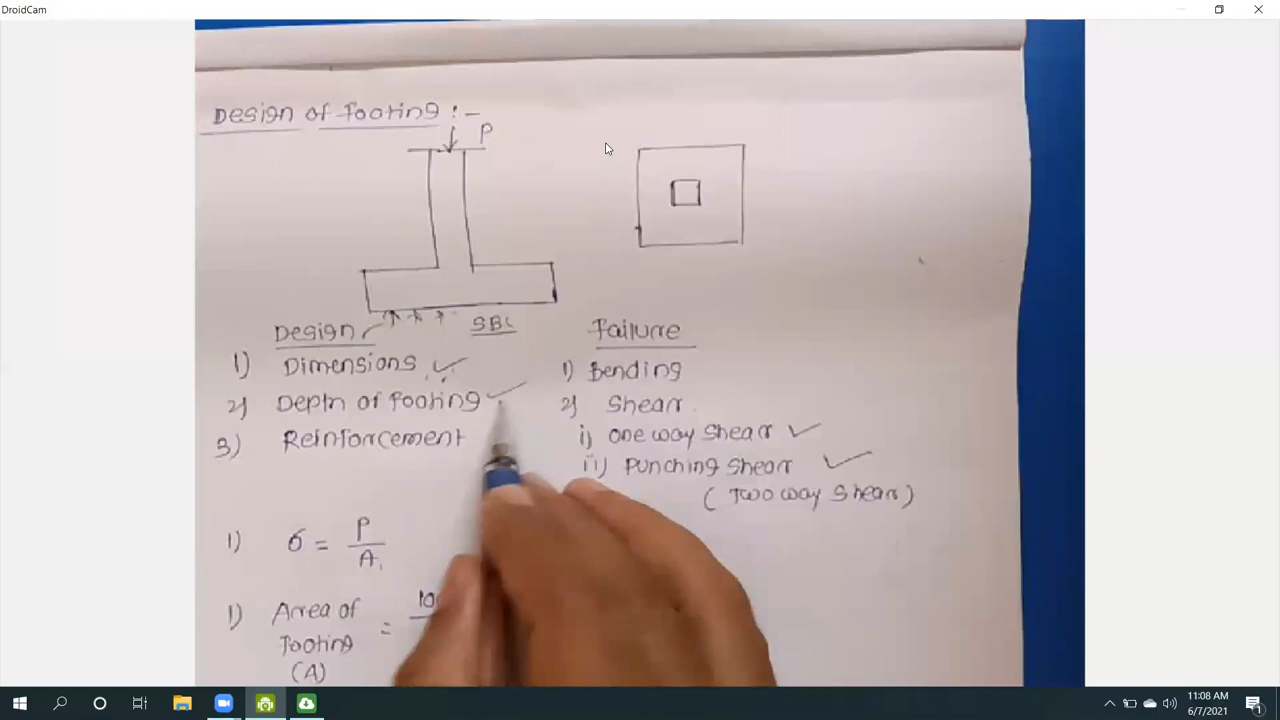 DroidCam
Design of Footing :-
P
SBC
Design
1) Dimensions
2) Depth of Footing
3) Reinforcement
Failure
1) Bending
2) Shear
i) One way Shear
ii) Punching Shear
(Two way Shear)
1) σ = P
A
1) Area of
Footing =
(A)
11:08 AM
6/7/2021